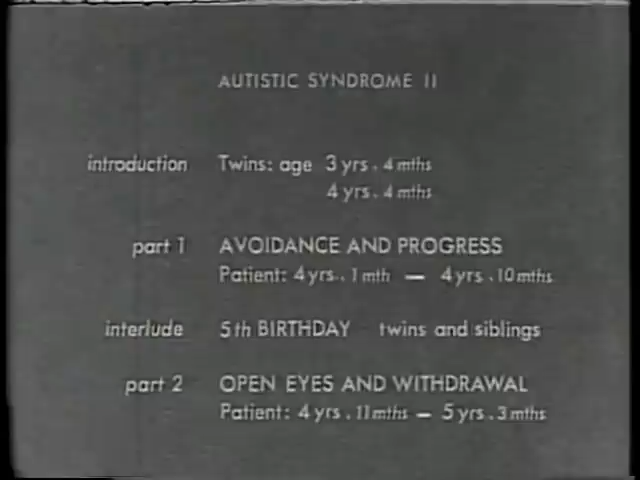 AUTISTIC SYNDROME II
introduction Twins: age 3 yrs. 4 mths
4 yrs. 4 mths
part 1 AVOIDANCE AND PROGRESS
Patient: 4 yrs. 1 mth — 4 yrs. 10 mths
interlude 5th BIRTHDAY twins and siblings
part 2 OPEN EYES AND WITHDRAWAL
Patient: 4 yrs. 11 mths — 5 yrs. 3 mths